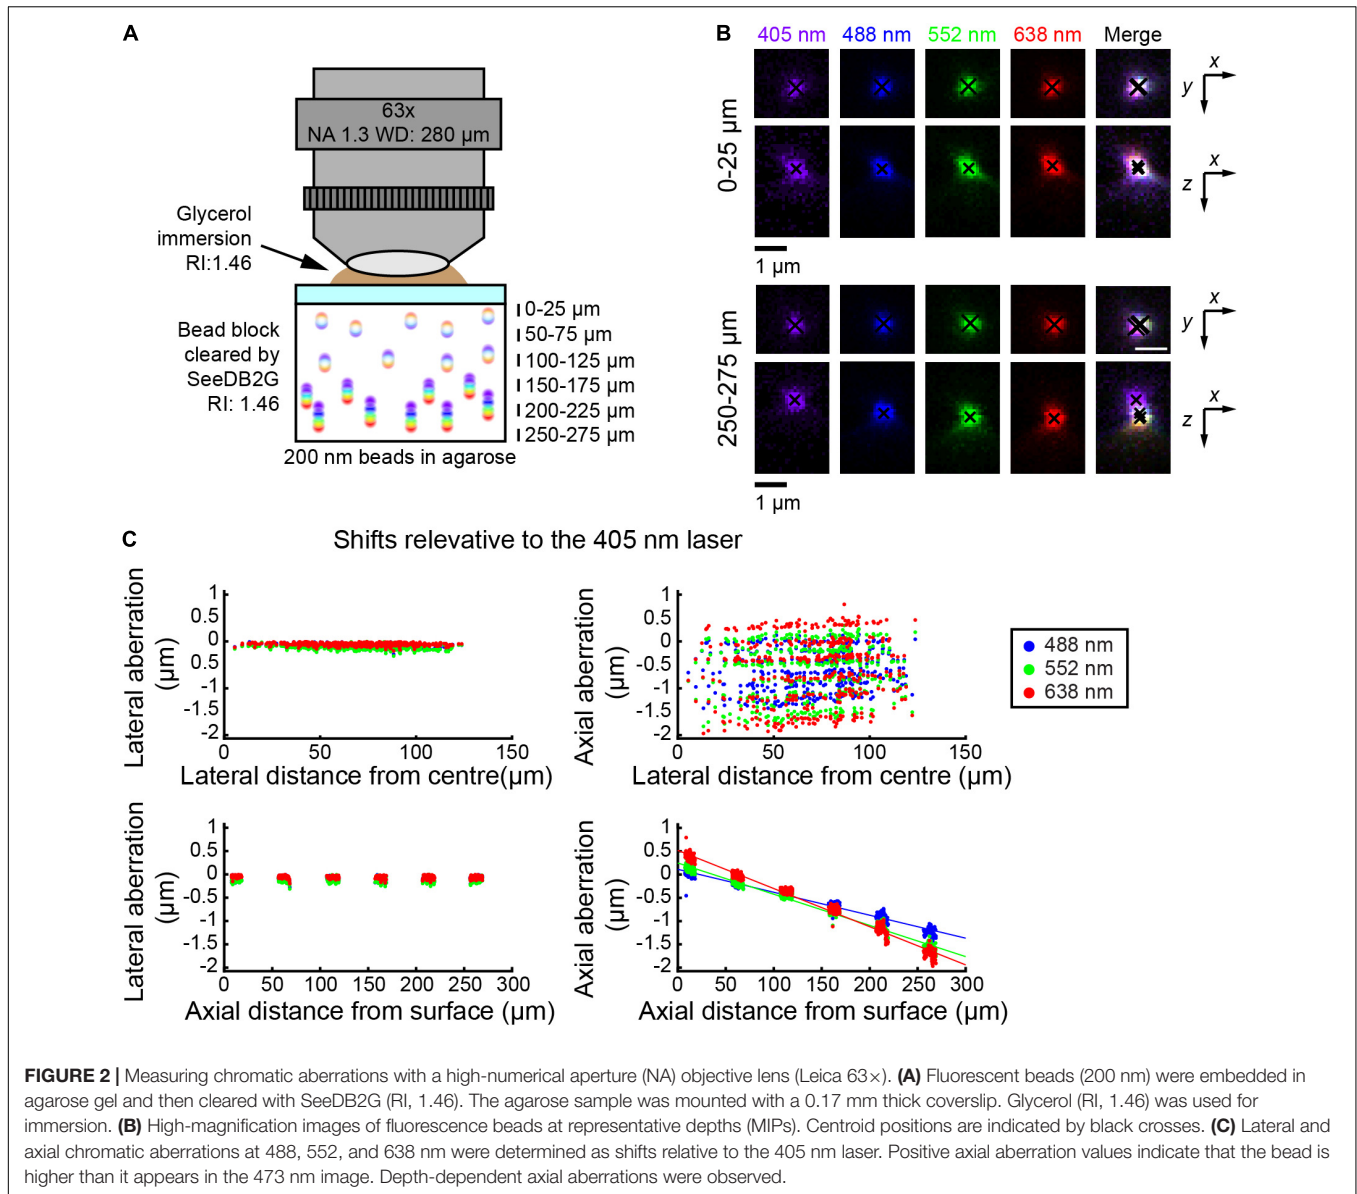 A
63x
NA 1.3 WD: 280 µm
Glycerol
immersion
RI:1.46
Bead block
cleared by
SeeDB2G
RI: 1.46
0-25 µm
50-75 µm
100-125 µm
150-175 µm
200-225 µm
250-275 µm
200 nm beads in agarose
B
405 nm 488 nm 552 nm 638 nm Merge
0-25 µm
x
y
x
z
1 µm
250-275 µm
x
y
x
z
1 µm
C
Shifts relevative to the 405 nm laser
Lateral aberration
(µm)
1
0.5
0
0.5
-1
-1.5
-2
0 50 100 150
Lateral distance from centre(µm)
Axial aberration
(µm)
1
0.5
0
-0.5
-1
-1.5
-2
0 50 100 150
Lateral distance from centre (µm)
488 nm
552 nm
638 nm
Lateral aberration
(µm)
1
0.5
0
-0.5
-1
-1.5
-2
0 50 100 150 200 250 300
Axial distance from surface (µm)
Axial aberration
(µm)
1
0.5
0
-0.5
-1
-1.5
-2
0 50 100 150 200 250 300
Axial distance from surface (µm)
FIGURE 2 | Measuring chromatic aberrations with a high-numerical aperture (NA) objective lens (Leica 63×). (A) Fluorescent beads (200 nm) were embedded in
agarose gel and then cleared with SeeDB2G (RI, 1.46). The agarose sample was mounted with a 0.17 mm thick coverslip. Glycerol (RI, 1.46) was used for
immersion. (B) High-magnification images of fluorescence beads at representative depths (MIPs). Centroid positions are indicated by black crosses. (C) Lateral and
axial chromatic aberrations at 488, 552, and 638 nm were determined as shifts relative to the 405 nm laser. Positive axial aberration values indicate that the bead is
higher than it appears in the 473 nm image. Depth-dependent axial aberrations were observed.